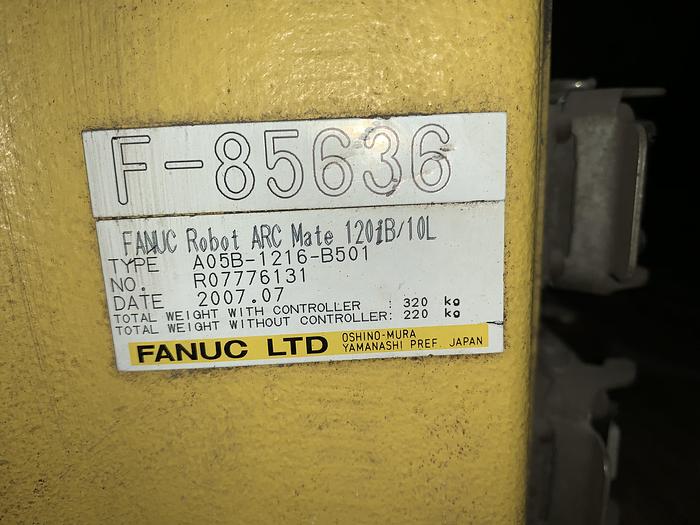 F-85636
FANUC Robot ARC Mate 120iB/10L
TYPE A05B-1216-B501
NO. R07776131
DATE 2007.07
TOTAL WEIGHT WITH CONTROLLER : 320 kg
TOTAL WEIGHT WITHOUT CONTROLLER: 220 kg
FANUC LTD OSHINO-MURA
YAMANASHI PREF. JAPAN